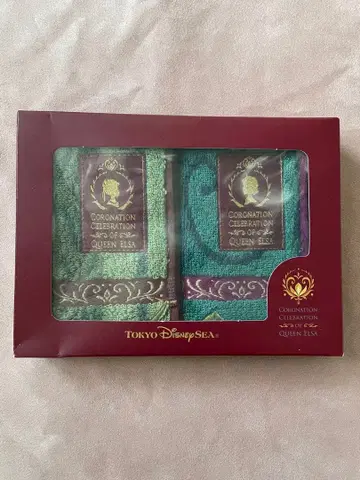 CORONATION
CELEBRATION
OF
QUEEN ELSA
CORONATION
CELEBRATION
OF
QUEEN ELSA
CORONATION
CELEBRATION
OF
QUEEN ELSA
TOKYO DisneySEA®